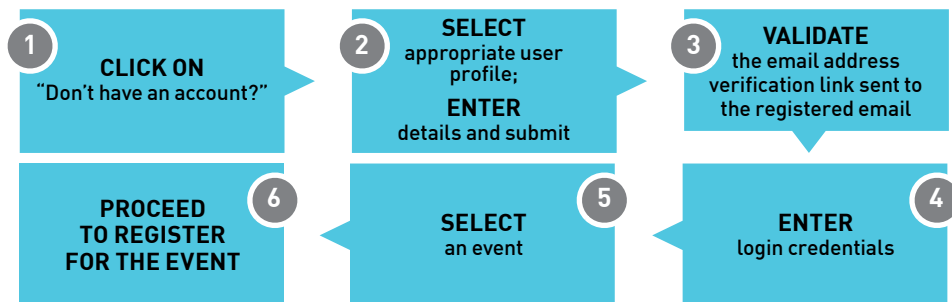 1
CLICK ON
“Don’t have an account?”
2
SELECT
appropriate user
profile;
ENTER
details and submit
3
VALIDATE
the email address
verification link sent to
the registered email
4
ENTER
login credentials
5
SELECT
an event
6
PROCEED
TO REGISTER
FOR THE EVENT